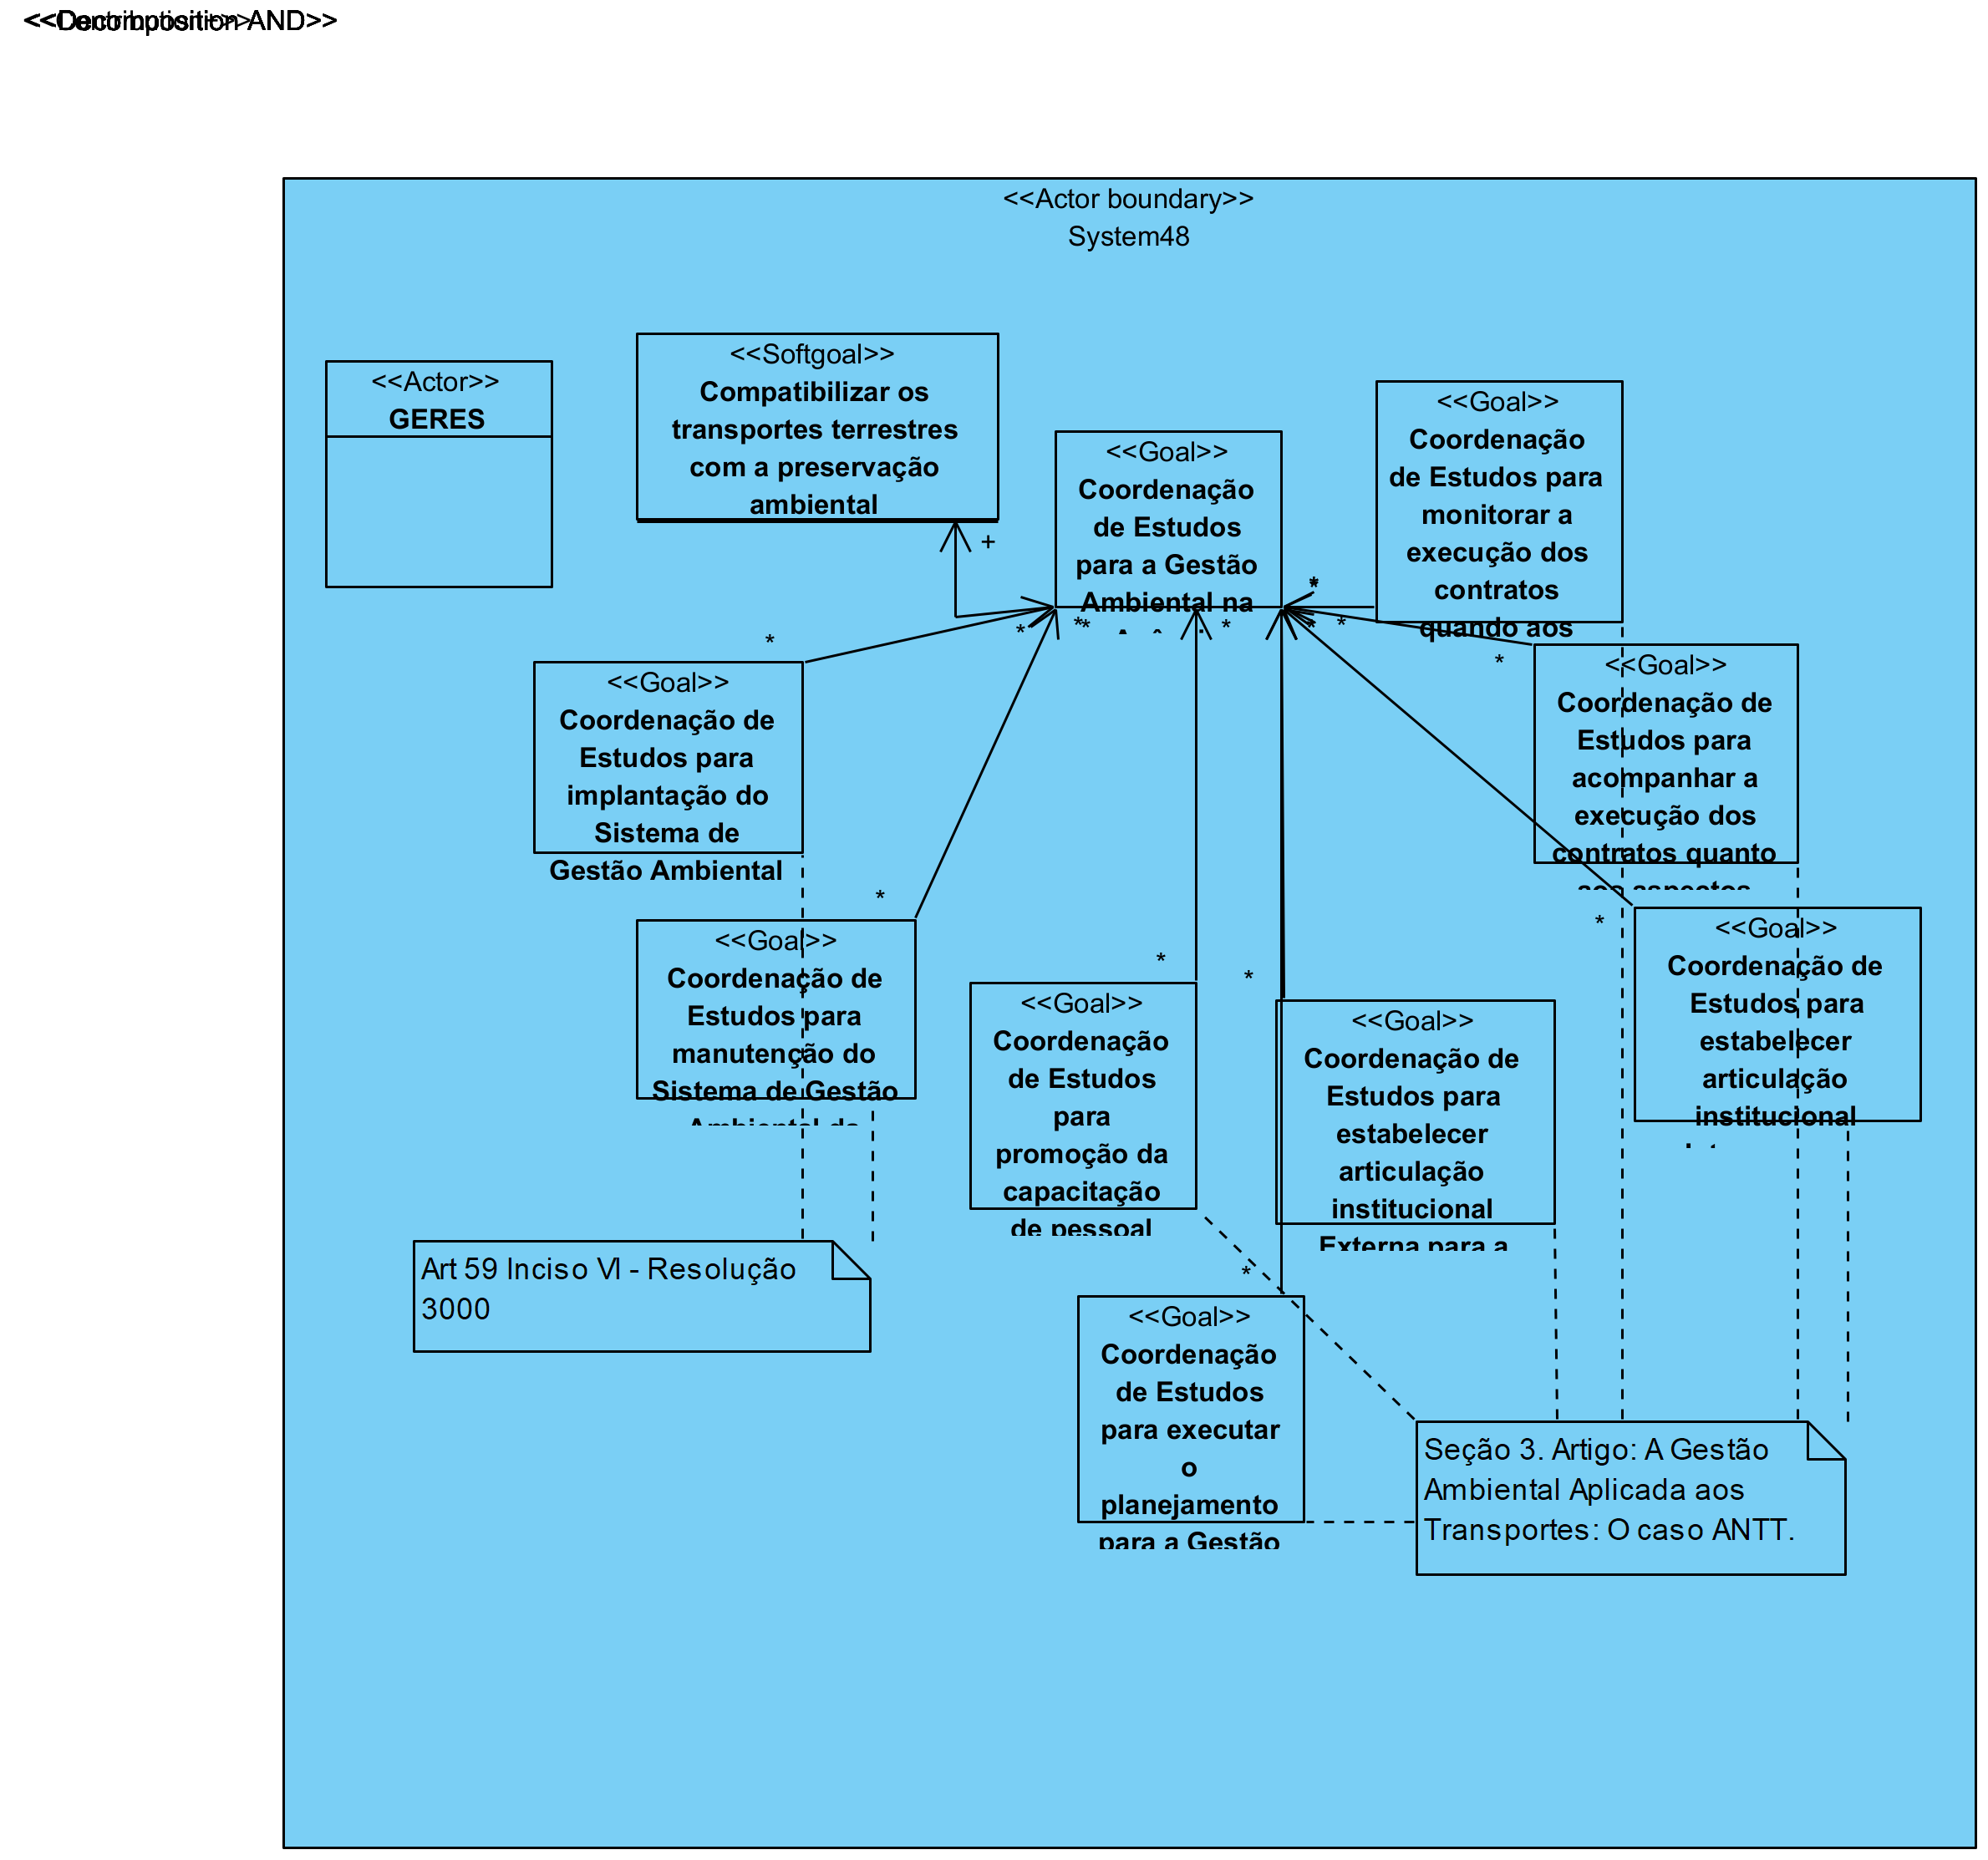 <<Decomposition AND>>
<<Actor boundary>>
System48
<<Actor>>
GERES
<<Softgoal>>
Compatibilizar os
transportes terrestres
com a preservação
ambiental
+
<<Goal>>
Coordenação
de Estudos
para a Gestão
Ambiental na
<<Goal>>
Coordenação
de Estudos para
monitorar a
execução dos
contratos
quando aos
<<Goal>>
Coordenação de
Estudos para
implantação do
Sistema de
Gestão Ambiental
<<Goal>>
Coordenação de
Estudos para
acompanhar a
execução dos
contratos quanto
aos aspectos
<<Goal>>
Coordenação de
Estudos para
manutenção do
Sistema de Gestão
Ambiental da
<<Goal>>
Coordenação
de Estudos
para
promoção da
capacitação
de pessoal
<<Goal>>
Coordenação de
Estudos para
estabelecer
articulação
institucional
Externa para a
<<Goal>>
Coordenação de
Estudos para
estabelecer
articulação
institucional
Art 59 Inciso VI - Resolução
3000
<<Goal>>
Coordenação
de Estudos
para executar
o
planejamento
para a Gestão
Seção 3. Artigo: A Gestão
Ambiental Aplicada aos
Transportes: O caso ANTT.